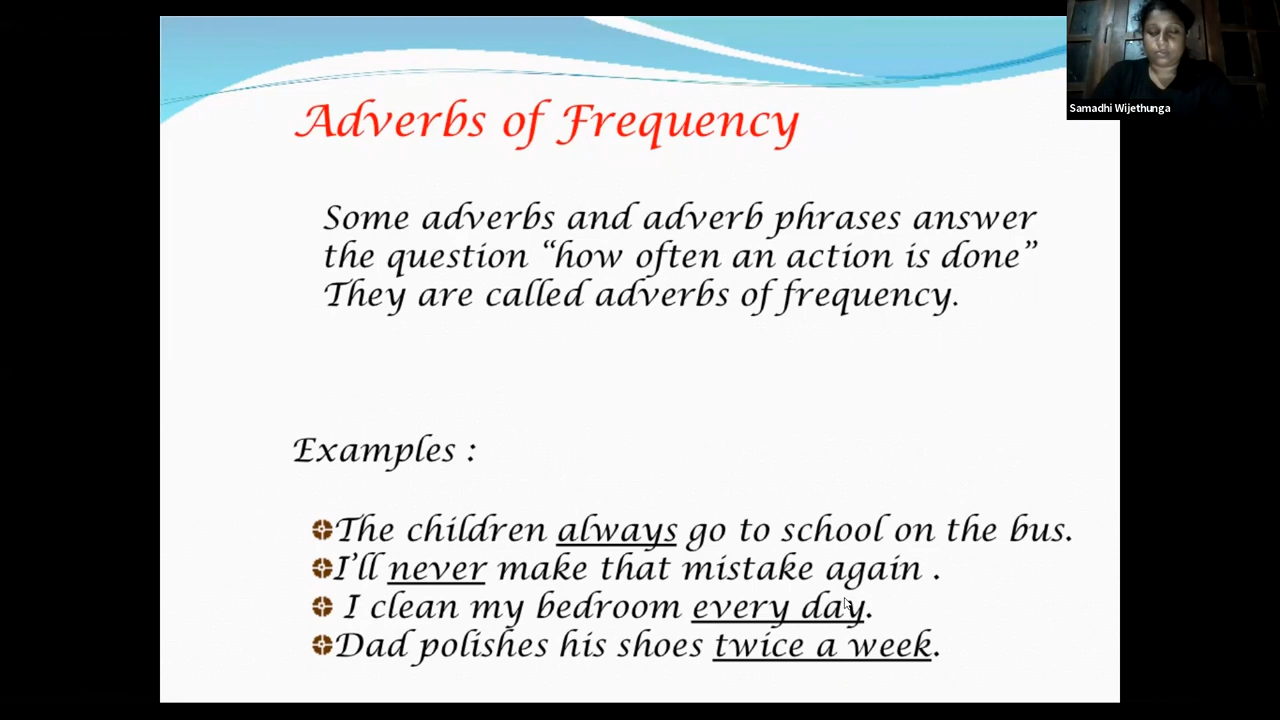 Samadhi Wijethunga
Adverbs of Frequency
Some adverbs and adverb phrases answer
the question “how often an action is done”
They are called adverbs of frequency.
Examples :
The children always go to school on the bus.
I’ll never make that mistake again .
I clean my bedroom every day.
Dad polishes his shoes twice a week.